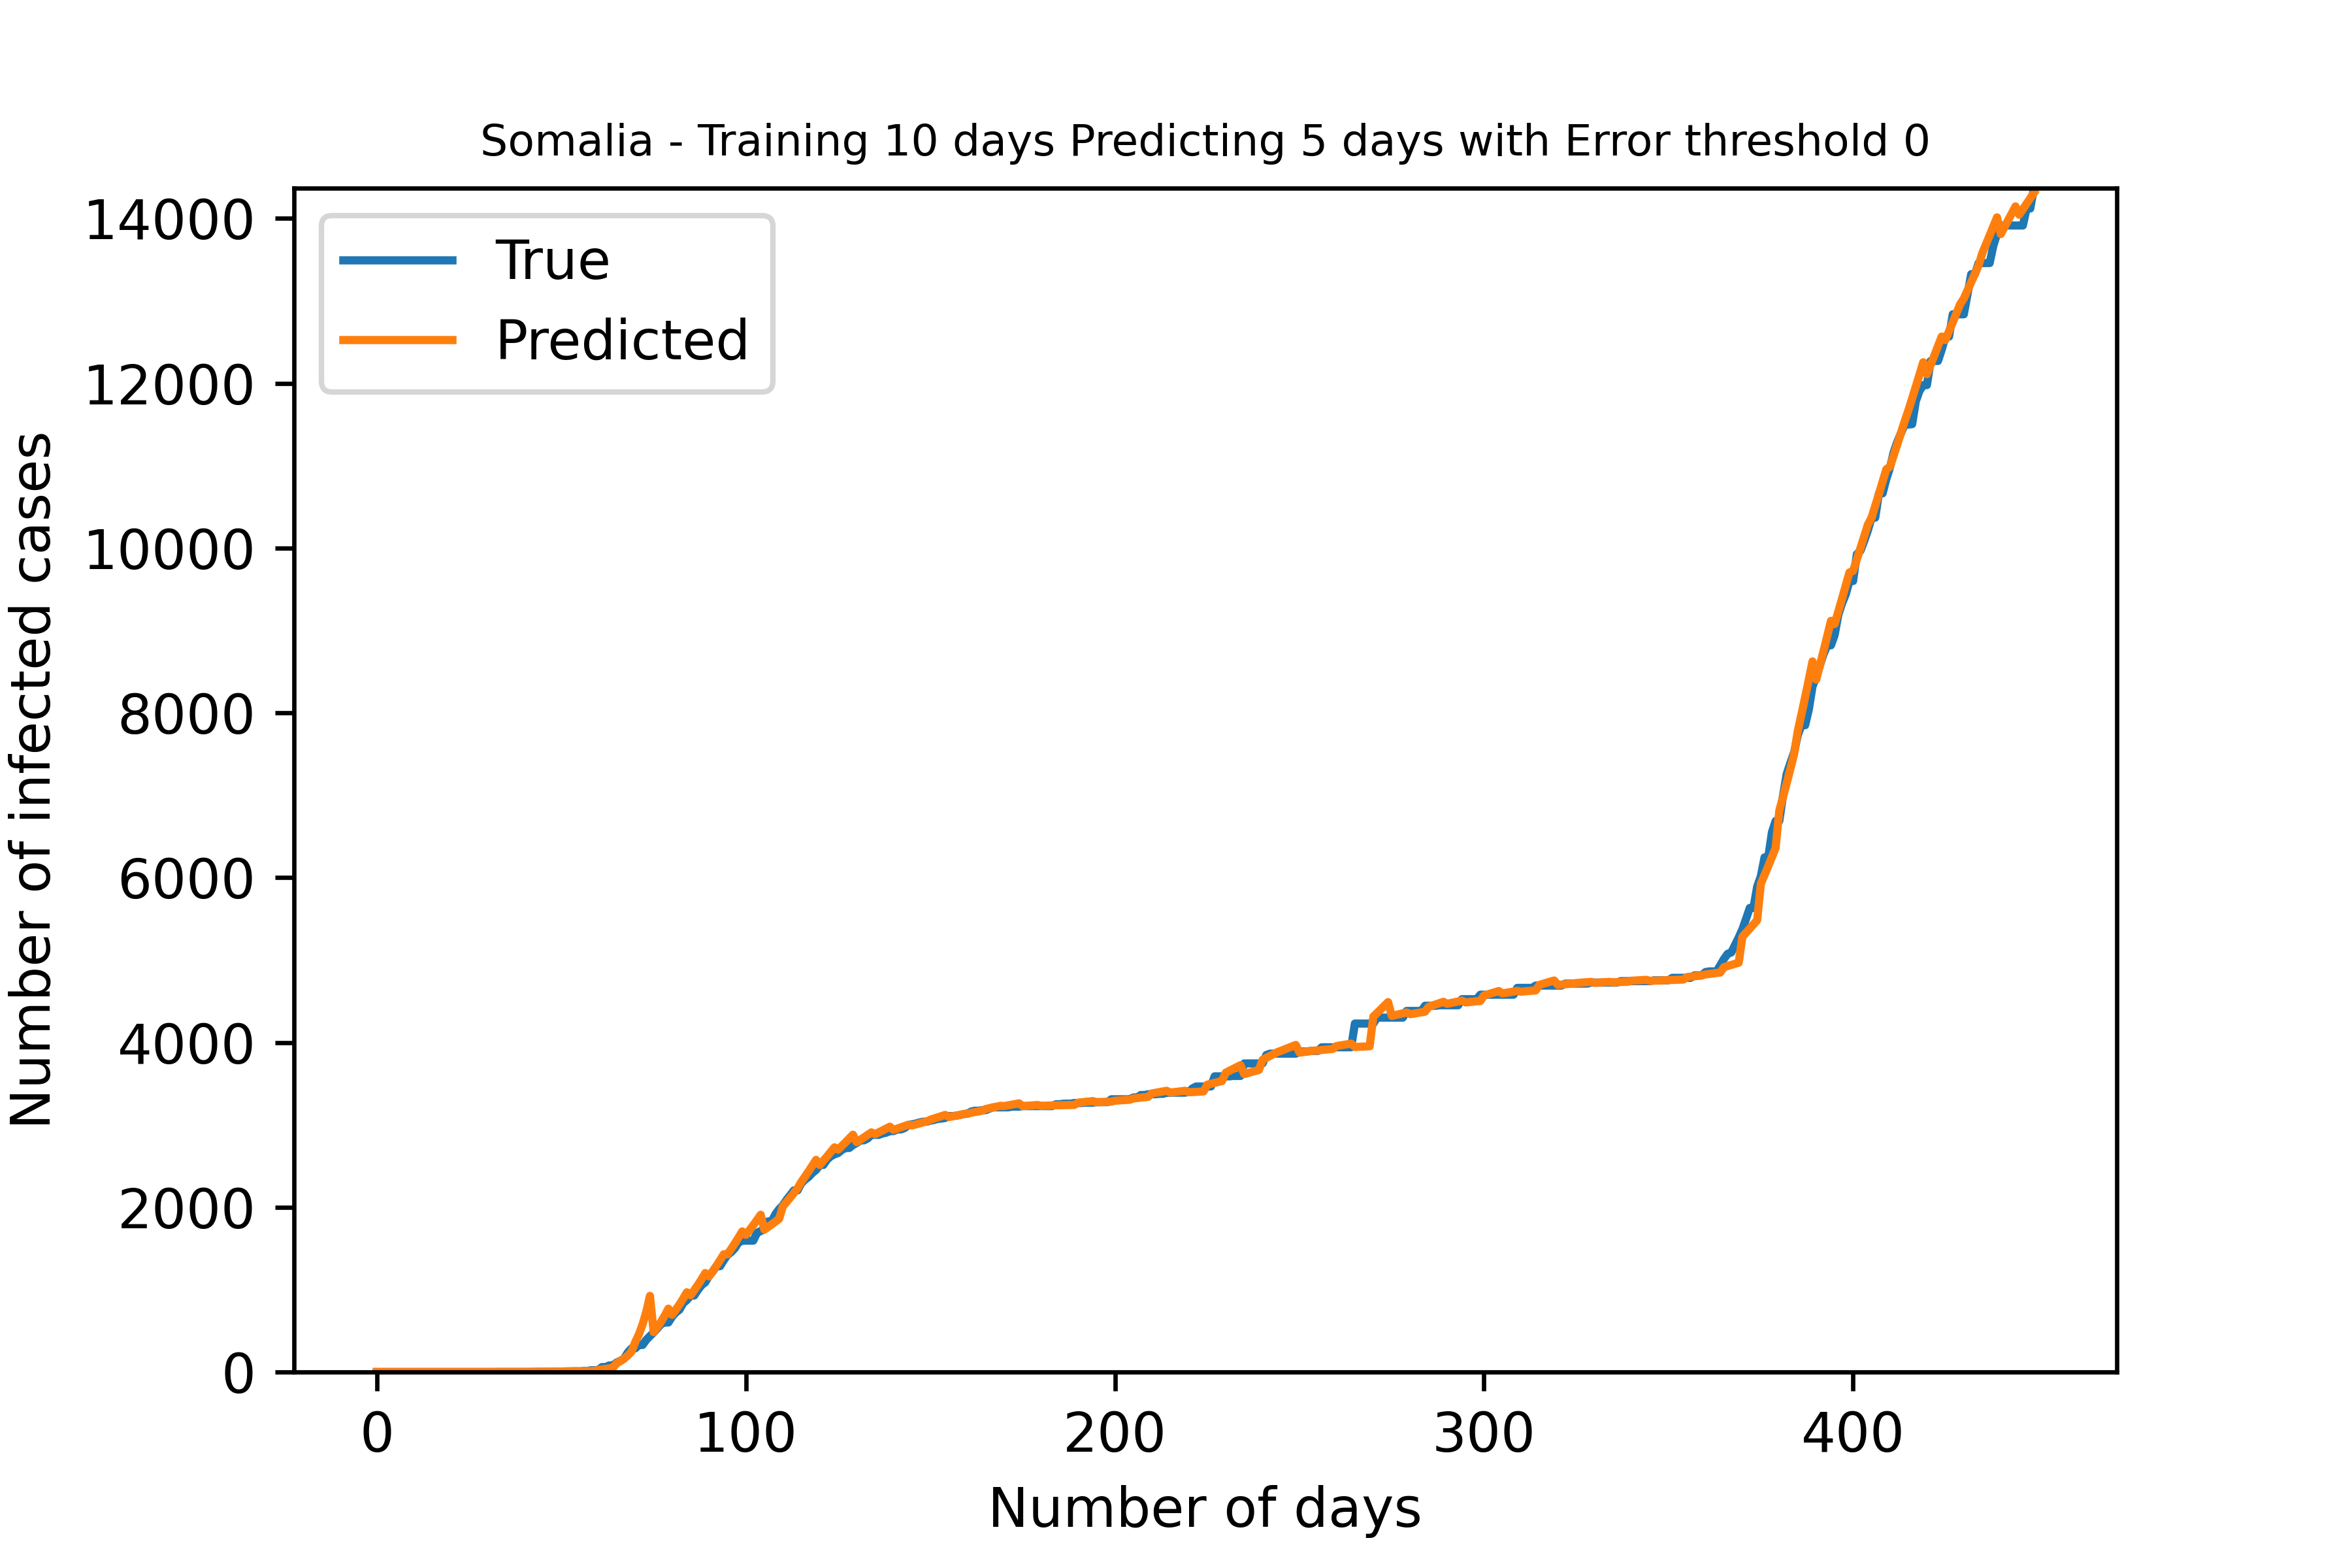 Somalia - Training 10 days Predicting 5 days with Error threshold 0
True
Predicted
Number of infected cases
14000
12000
10000
8000
6000
4000
2000
0
0 100 200 300 400
Number of days